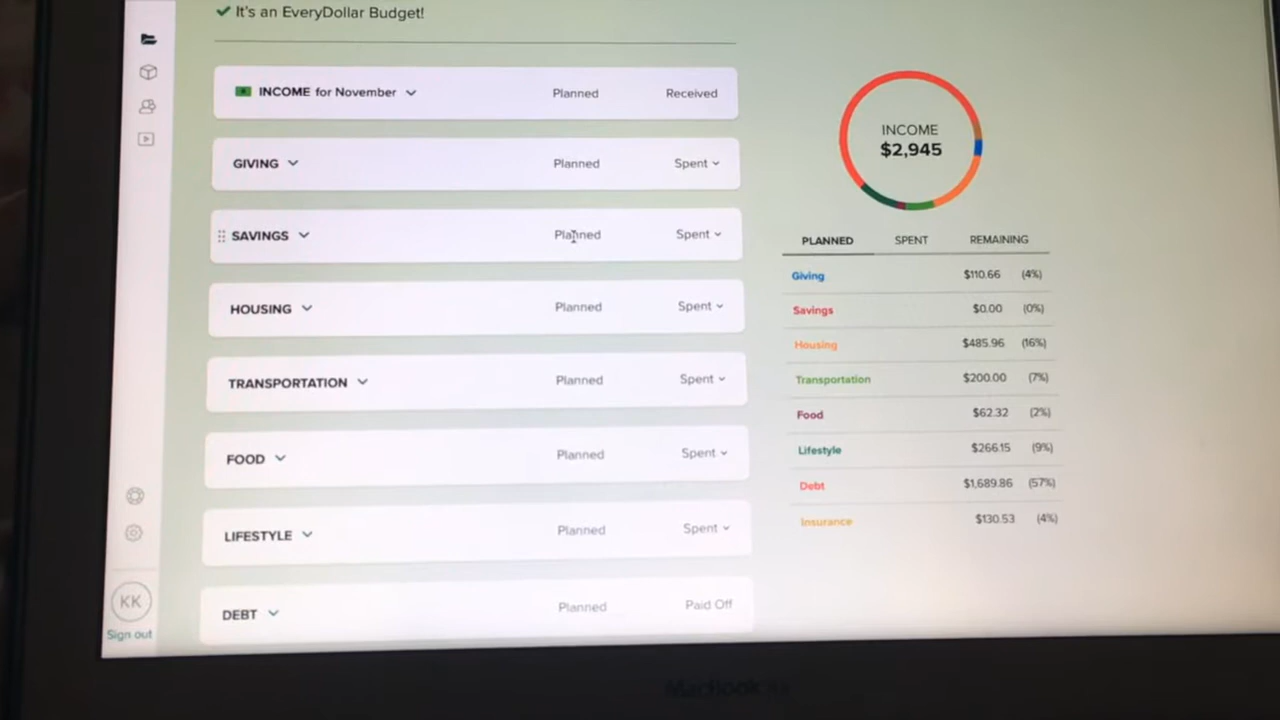 It's an EveryDollar Budget!
INCOME for November Planned Received
GIVING Planned Spent
SAVINGS Planned Spent
HOUSING Planned Spent
TRANSPORTATION Planned Spent
FOOD Planned Spent
LIFESTYLE Planned Spent
DEBT Planned Paid Off
KK
Sign out
INCOME
$2,945
PLANNED SPENT REMAINING
Giving $110.66 (4%)
Savings $0.00 (0%)
Housing $485.96 (16%)
Transportation $200.00 (7%)
Food $62.32 (2%)
Lifestyle $266.15 (9%)
Debt $1,689.86 (57%)
Insurance $130.53 (4%)
MacBook